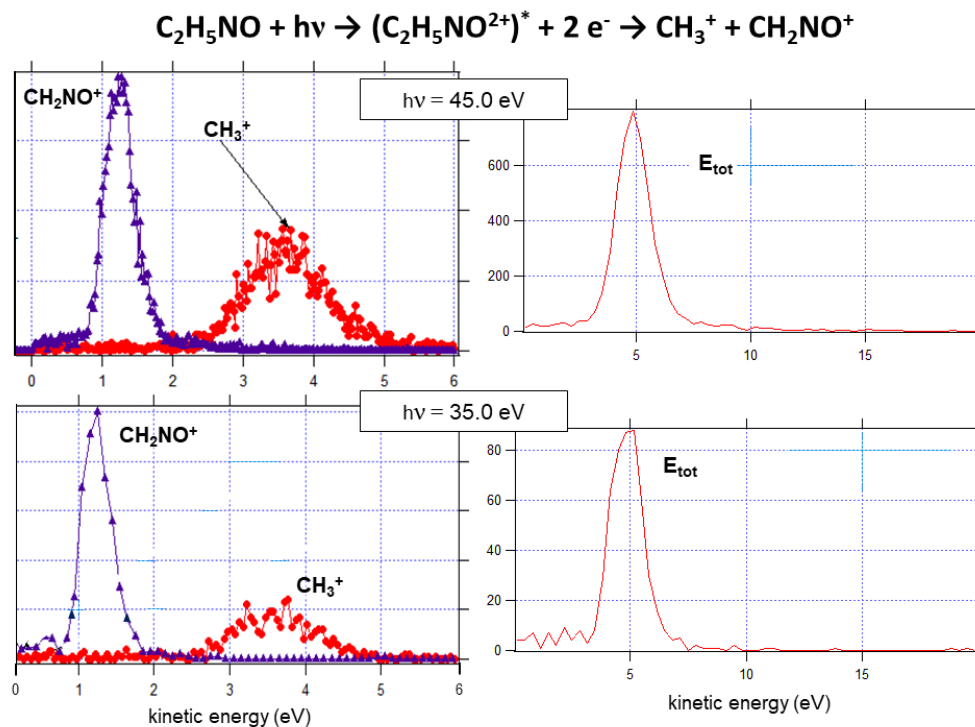 C₂H₅NO + hν → (C₂H₅NO²⁺)* + 2 e⁻ → CH₃⁺ + CH₂NO⁺
CH₂NO⁺
CH₃⁺
hν = 45.0 eV
E_tot
600
400
200
0
5 10 15
0 1 2 3 4 5 6
hν = 35.0 eV
CH₂NO⁺
CH₃⁺
E_tot
80
60
40
20
0
5 10 15
0 1 2 3 4 5 6
kinetic energy (eV)
kinetic energy (eV)